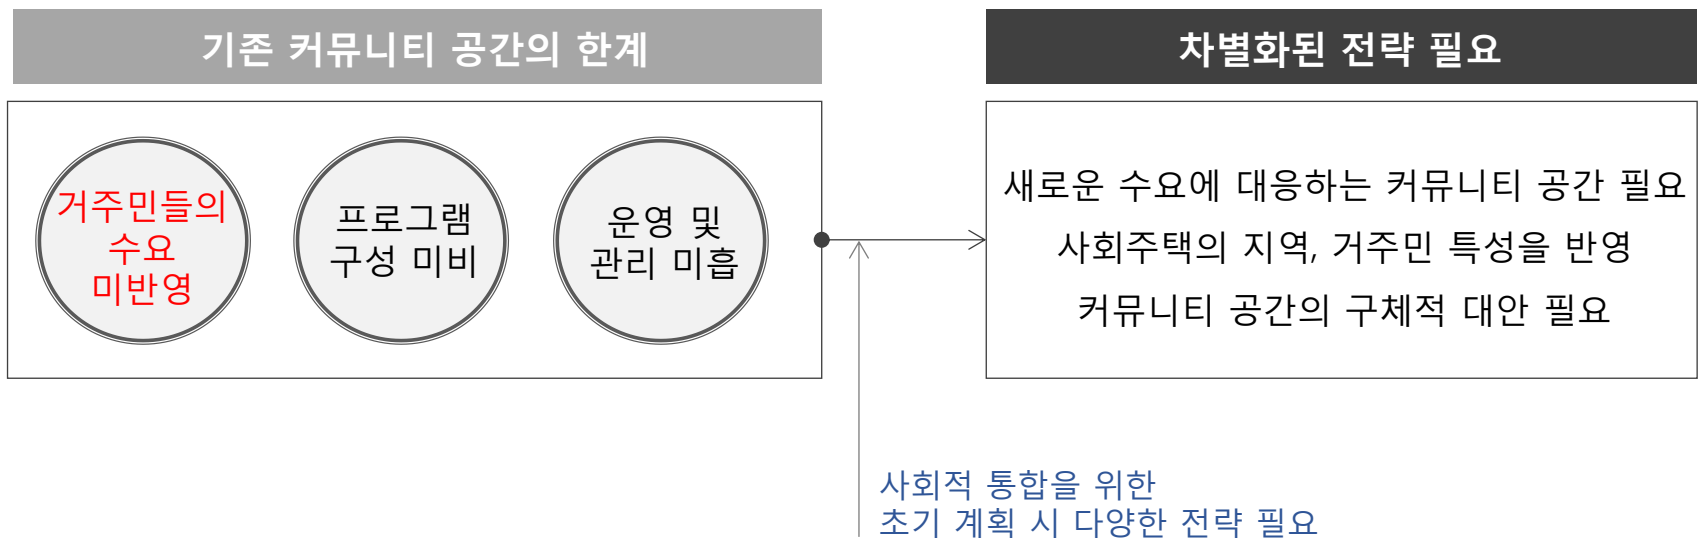 기존 커뮤니티 공간의 한계
거주민들의
수요
미반영
프로그램
구성 미비
운영 및
관리 미흡
차별화된 전략 필요
새로운 수요에 대응하는 커뮤니티 공간 필요
사회주택의 지역, 거주민 특성을 반영
커뮤니티 공간의 구체적 대안 필요
사회적 통합을 위한
초기 계획 시 다양한 전략 필요